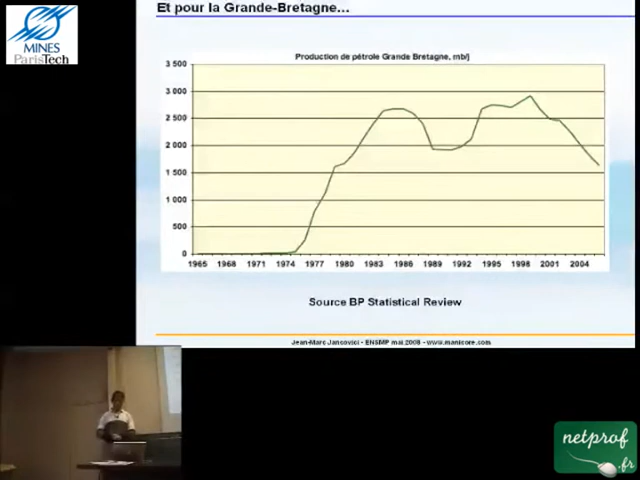 Et pour la Grande-Bretagne…
MINES
ParisTech
Production de pétrole Grande Bretagne, mb/j
3 500
3 000
2 500
2 000
1 500
1 000
500
0
1965 1968 1971 1974 1977 1980 1983 1986 1989 1992 1995 1998 2001 2004
Source BP Statistical Review
Jean-Marc Jancovici - ENSMP mai 2008 - www.manicore.com
netprof
.fr